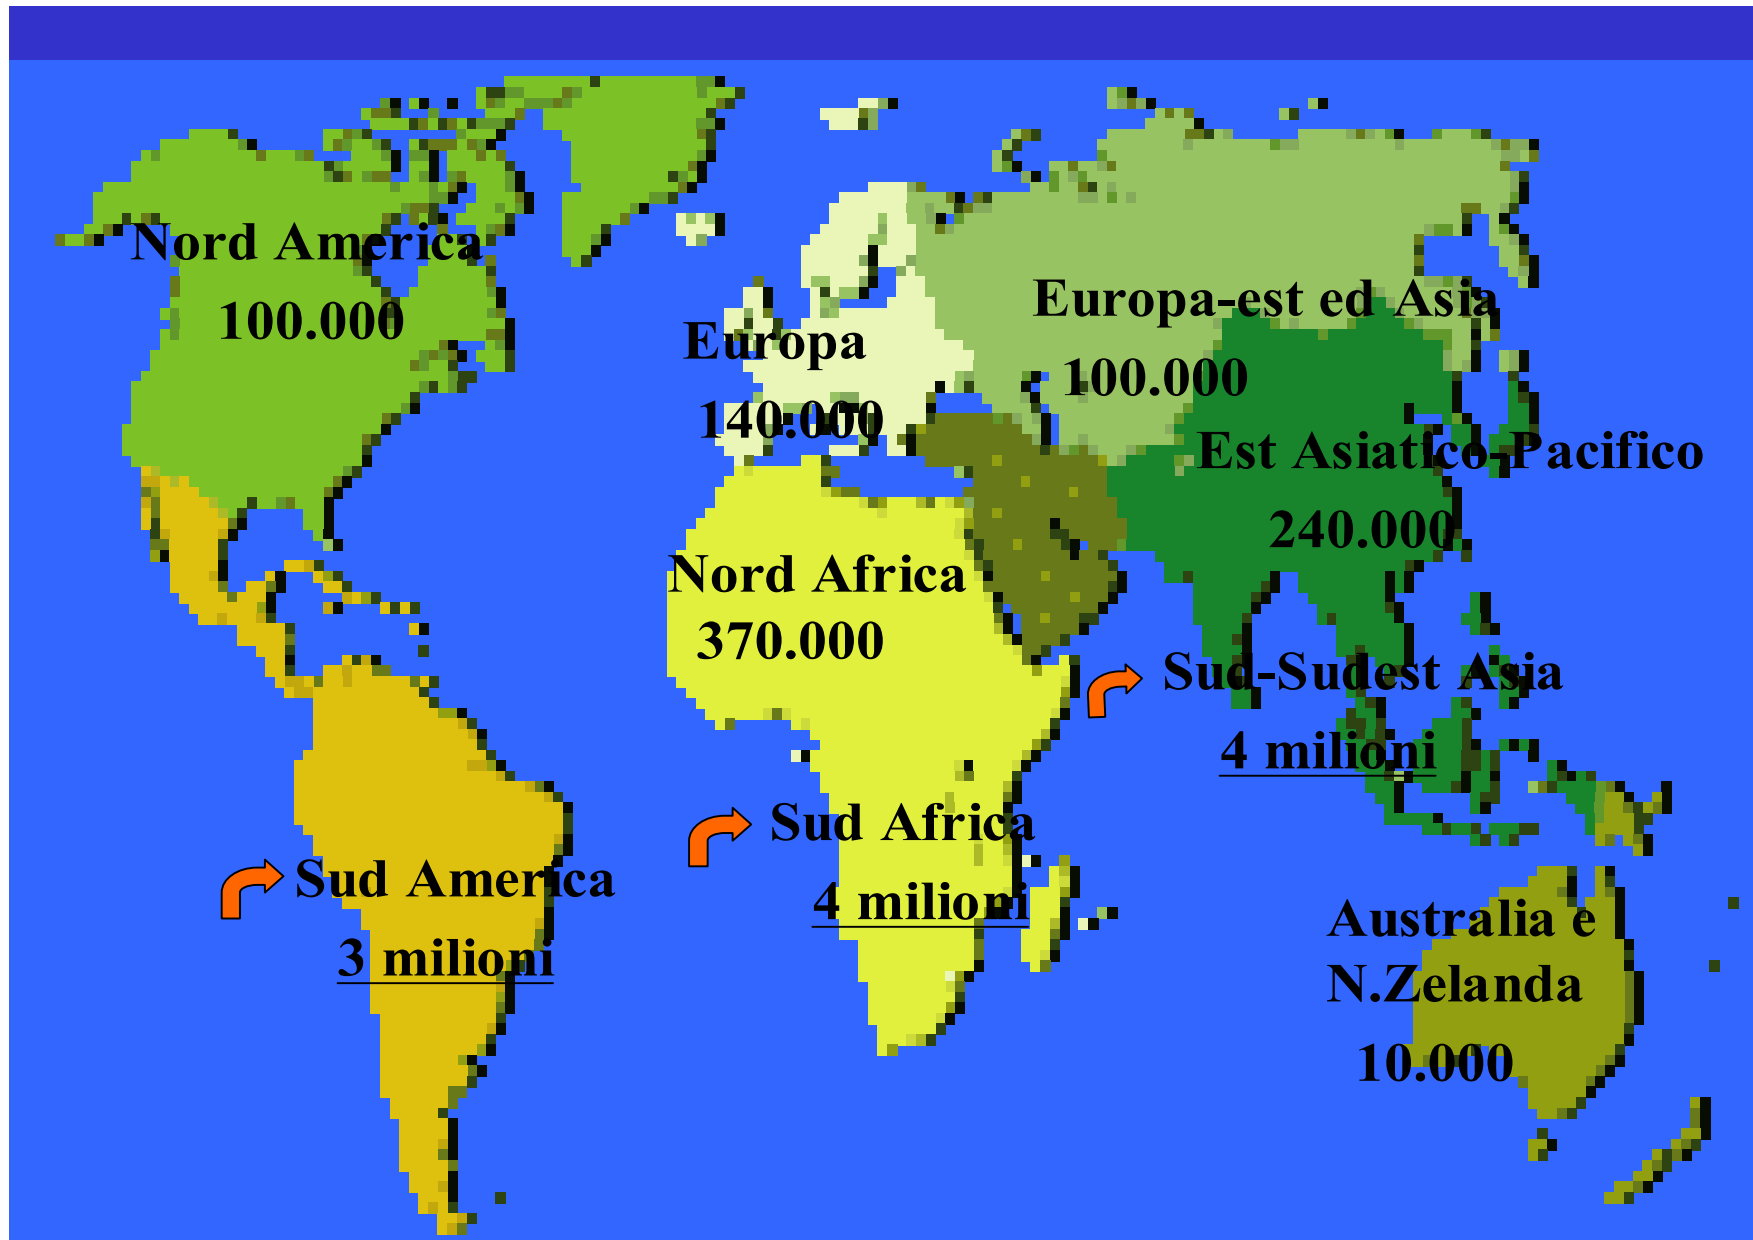 Nord America
100.000
Europa
140.000
Europa-est ed Asia
100.000
Est Asiatico-Pacifico
240.000
Nord Africa
370.000
Sud-Sudest Asia
4 milioni
Sud Africa
4 milioni
Sud America
3 milioni
Australia e
N.Zelanda
10.000